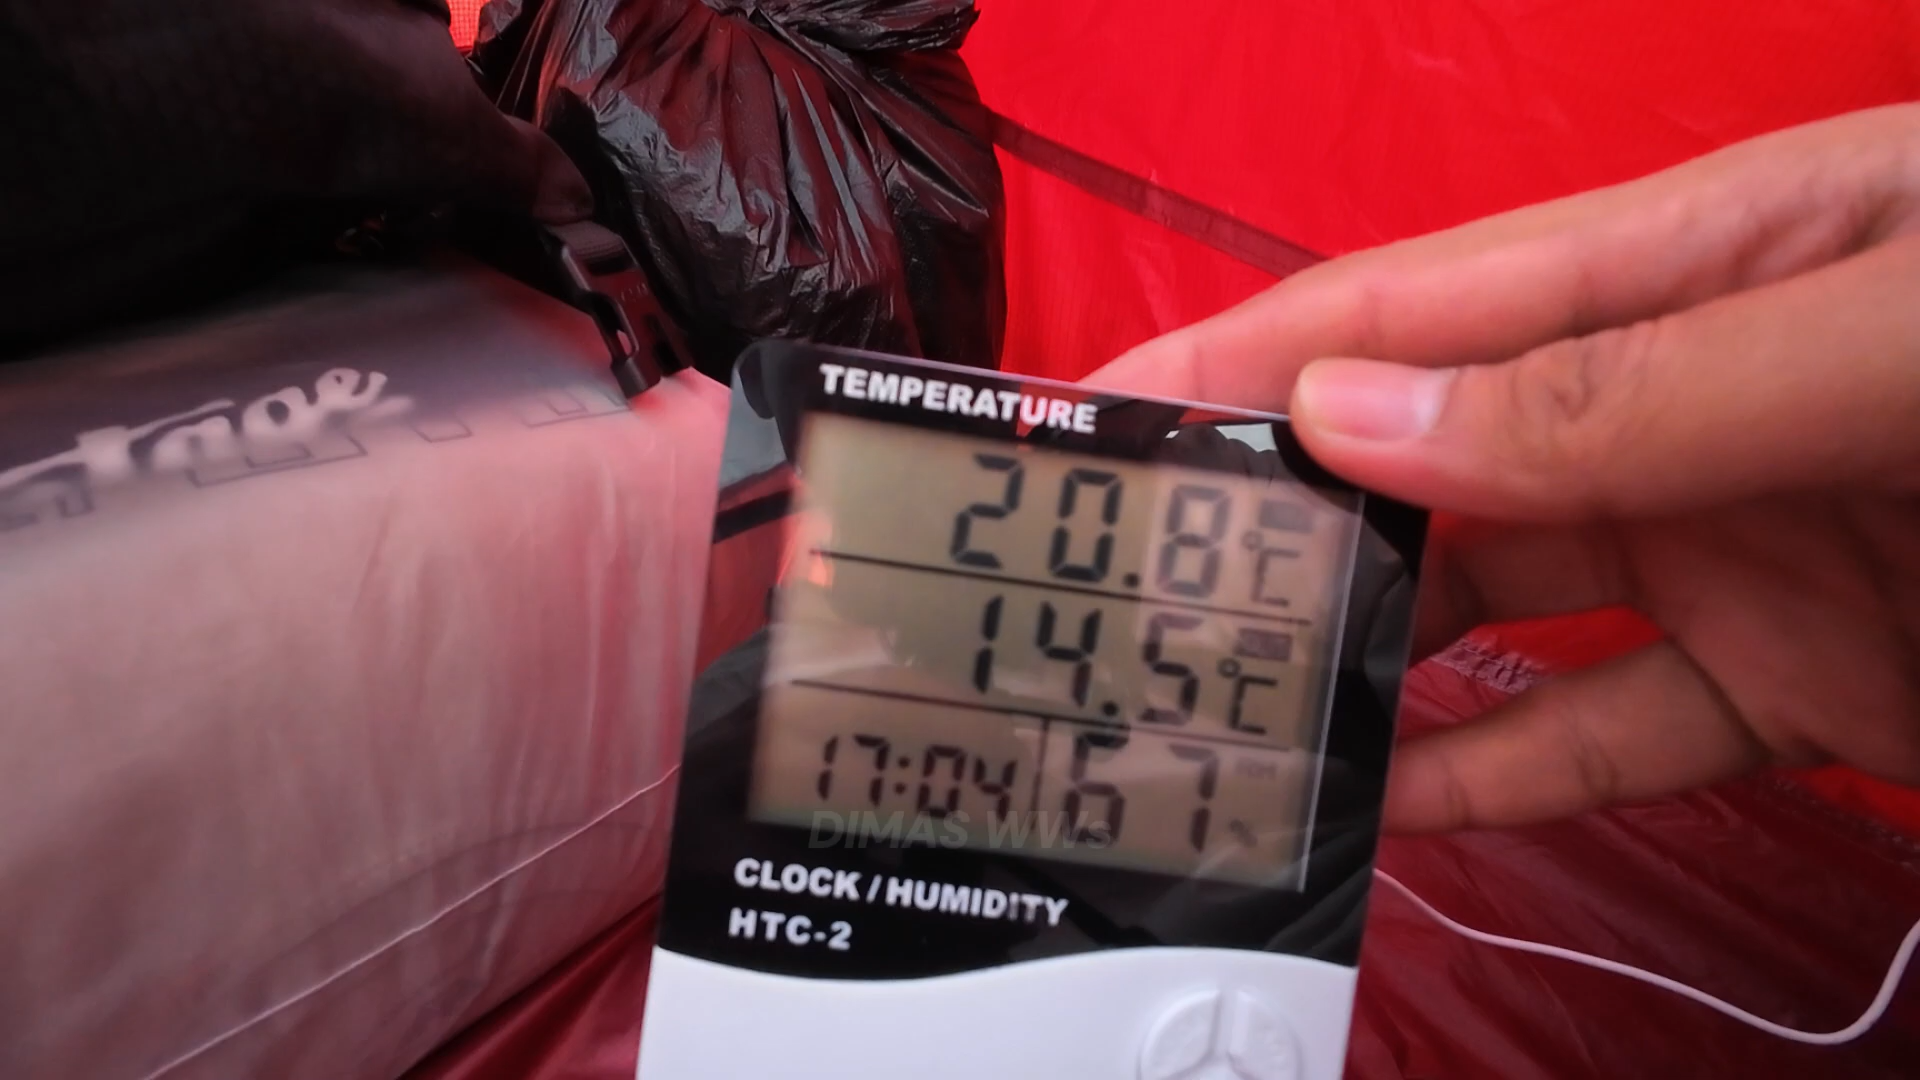 TEMPERATURE
20.8 °C
14.5 °C
17:04 67 %
DIMAS WWs
CLOCK / HUMIDITY
HTC-2